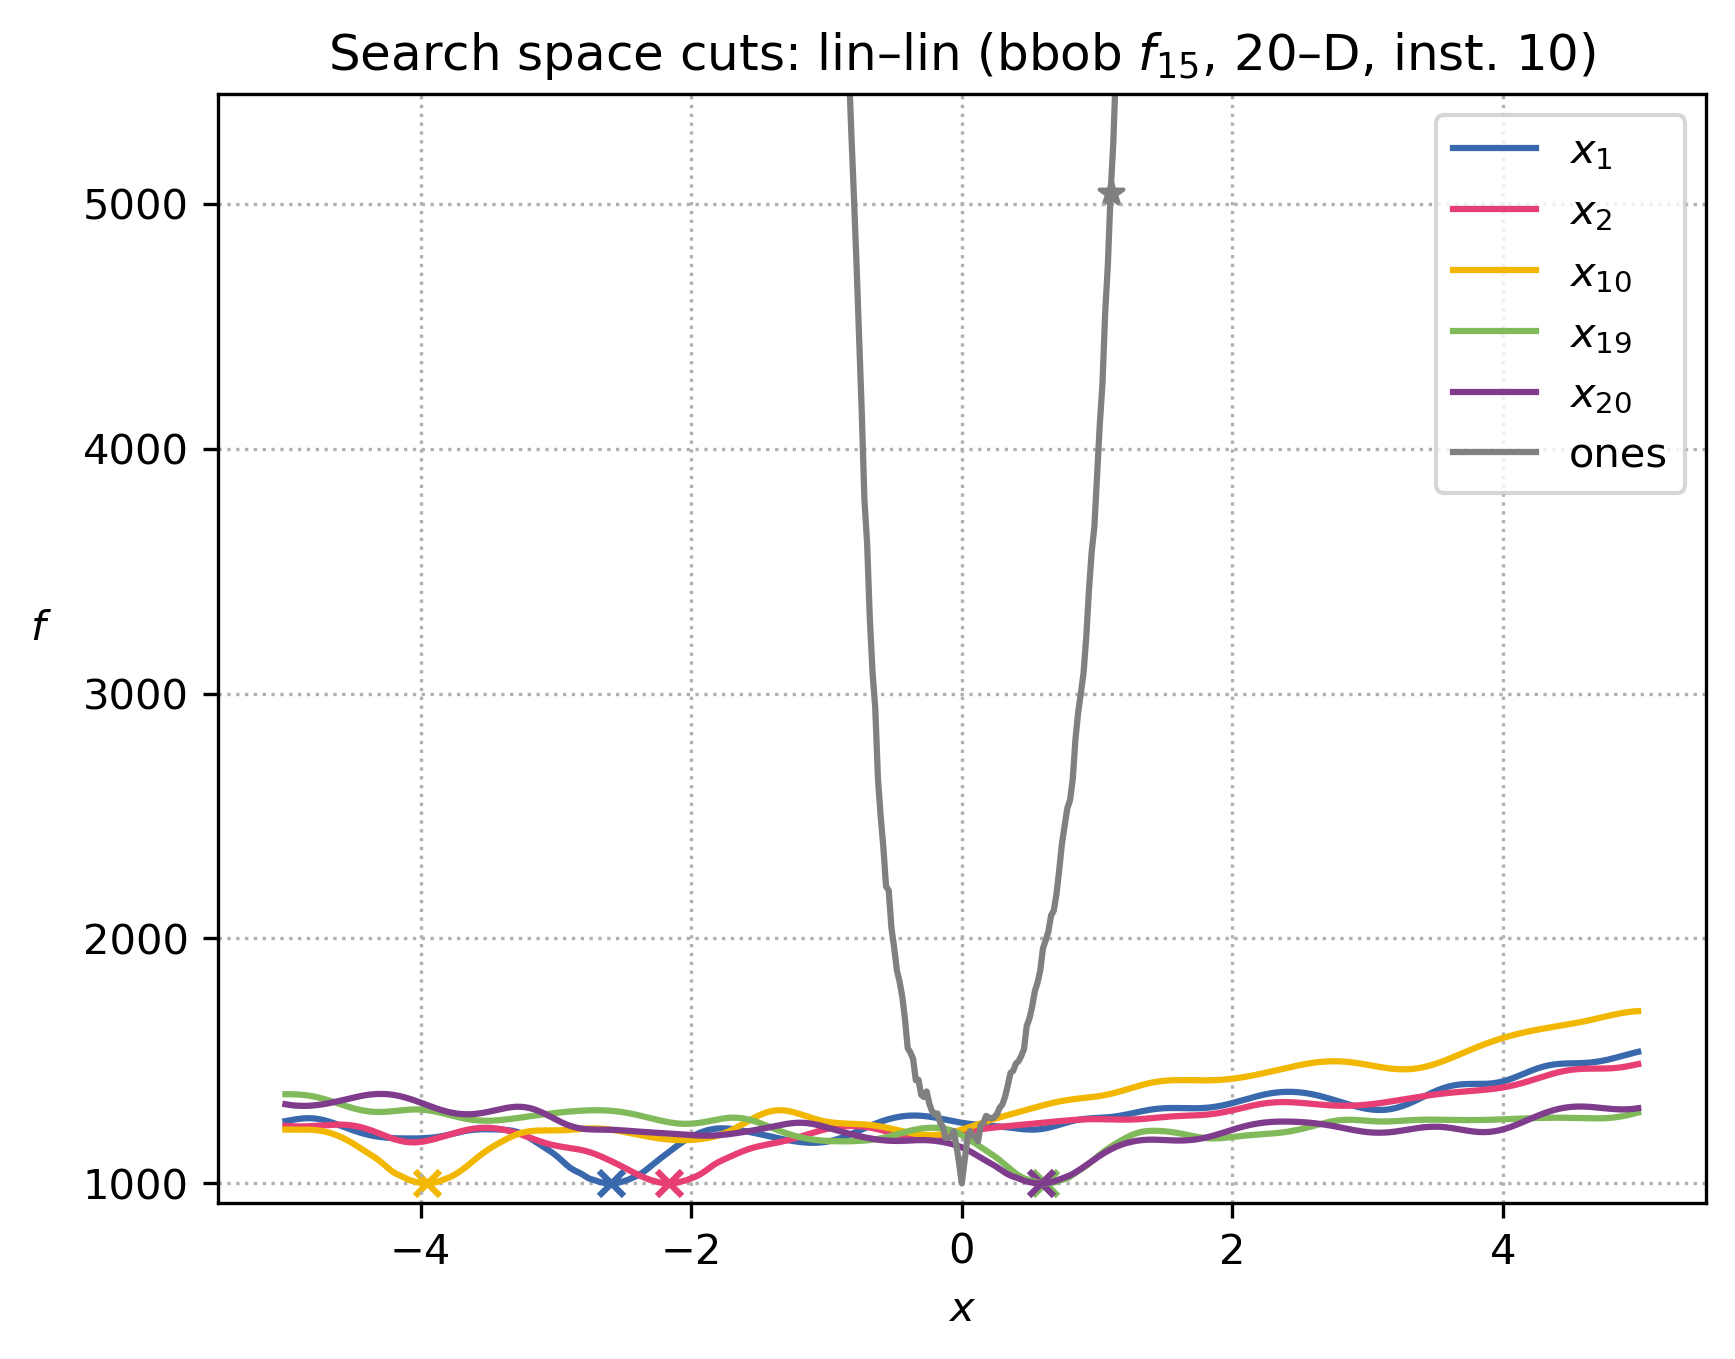 Search space cuts: lin–lin (bbob f₁₅, 20–D, inst. 10)
x₁
x₂
x₁₀
x₁₉
x₂₀
ones
5000
4000
3000
2000
1000
f
−4
−2
0
2
4
x